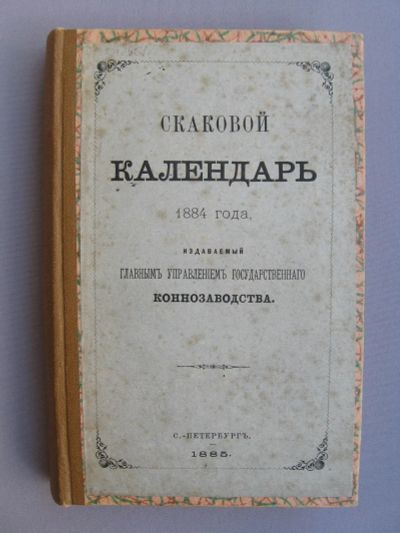 СКАКОВОЙ
КАЛЕНДАРЬ
1884 года,
ИЗДАВАЕМЫЙ
ГЛАВНЫМЪ УПРАВЛЕНІЕМЪ ГОСУДАРСТВЕННАГО
КОННОЗАВОДСТВА.
С.-ПЕТЕРБУРГЪ.
1885.